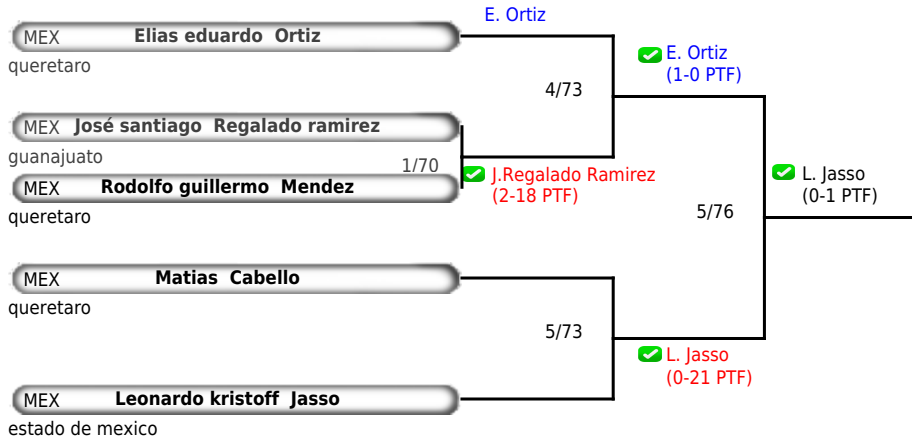 E. Ortiz
MEX Elias eduardo Ortiz
queretaro
E. Ortiz
(1-0 PTF)
4/73
MEX José santiago Regalado ramirez
guanajuato
1/70
J.Regalado Ramirez
(2-18 PTF)
MEX Rodolfo guillermo Mendez
queretaro
L. Jasso
(0-1 PTF)
5/76
MEX Matias Cabello
queretaro
5/73
L. Jasso
(0-21 PTF)
MEX Leonardo kristoff Jasso
estado de mexico